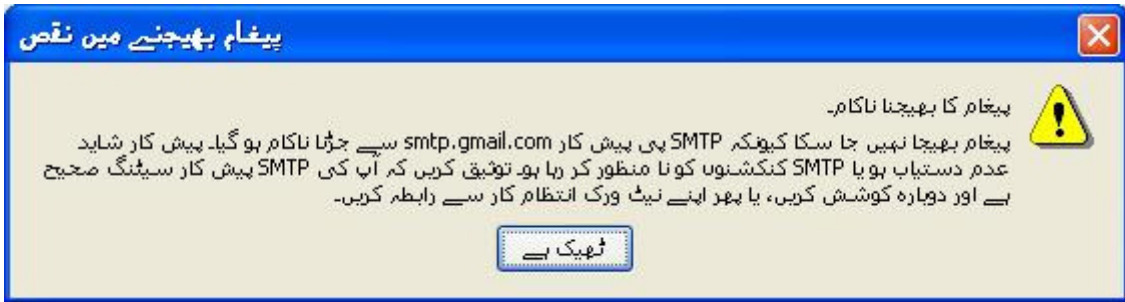 پیغام بھیجنے میں نقص
پیغام کا بھیجنا ناکام۔
پیغام بھیجا نہیں جا سکا کیونکہ SMTP پی پیش کار smtp.gmail.com سے جڑنا ناکام ہو گیا۔ پیش کار شاید
عدم دستیاب ہو یا SMTP کنکشنوں کو نا منظور کر رہا ہو۔ توثیق کریں کہ آپ کی SMTP پیش کار سیٹنگ صحیح
ہے اور دوبارہ کوشش کریں، یا پھر اپنے نیٹ ورک انتظام کار سے رابطہ کریں۔
ٹھیک ہے